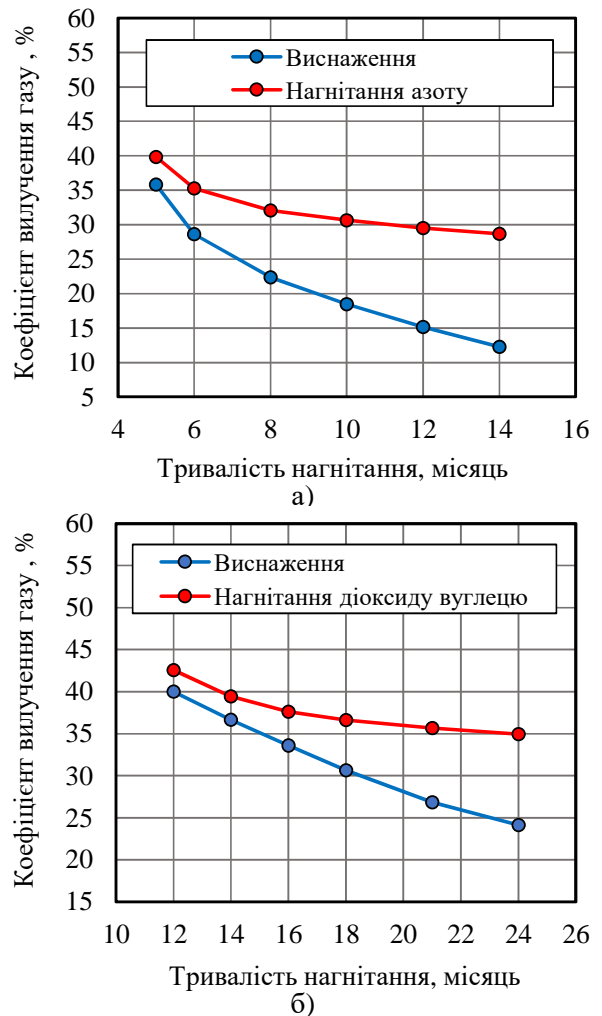 60
55
50
45
40
35
30
25
20
15
10
5
Коефіцієнт вилучення газу , %
Виснаження
Нагнітання азоту
4 6 8 10 12 14 16
Тривалість нагнітання, місяць
а)
60
55
50
45
40
35
30
25
20
15
Коефіцієнт вилучення газу , %
Виснаження
Нагнітання діоксиду вуглецю
10 12 14 16 18 20 22 24 26
Тривалість нагнітання, місяць
б)